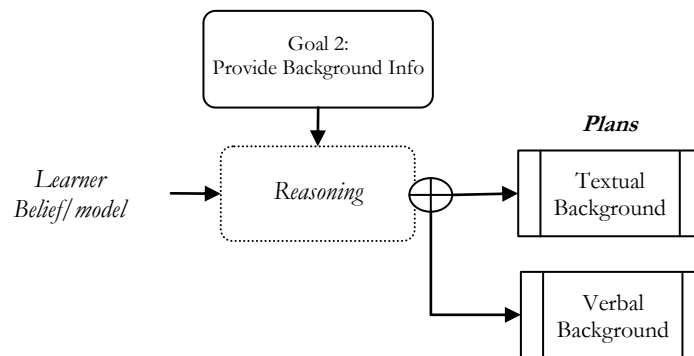 Goal 2:
Provide Background Info
Plans
Learner
Belief/model
Reasoning
Textual
Background
Verbal
Background